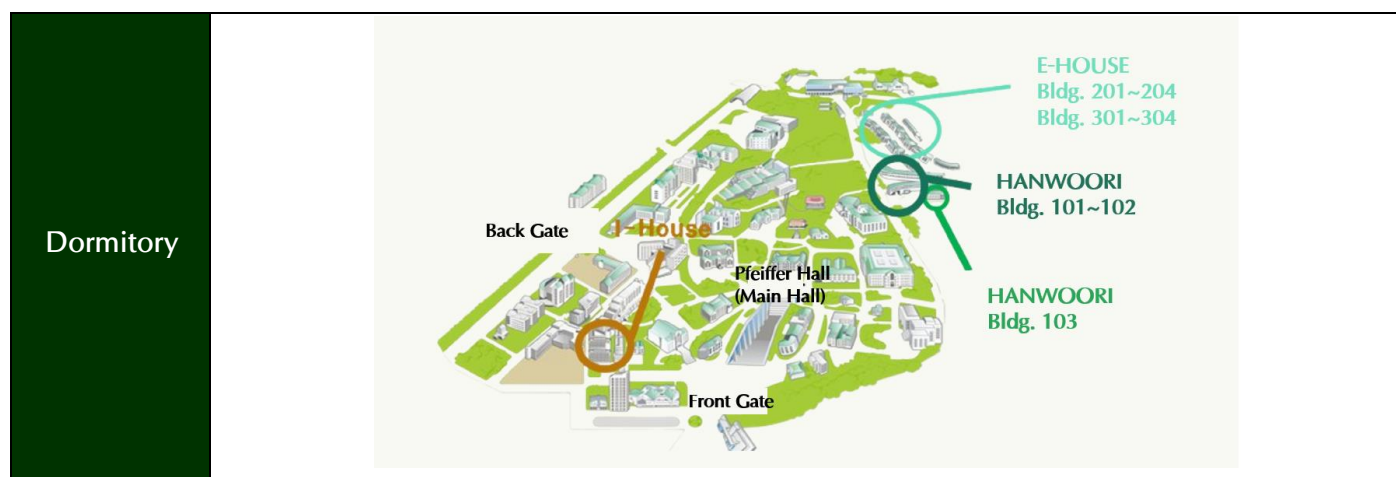 Dormitory
E-HOUSE
Bldg. 201~204
Bldg. 301~304
HANWOORI
Bldg. 101~102
Back Gate
I-House
Pfeiffer Hall
(Main Hall)
HANWOORI
Bldg. 103
Front Gate